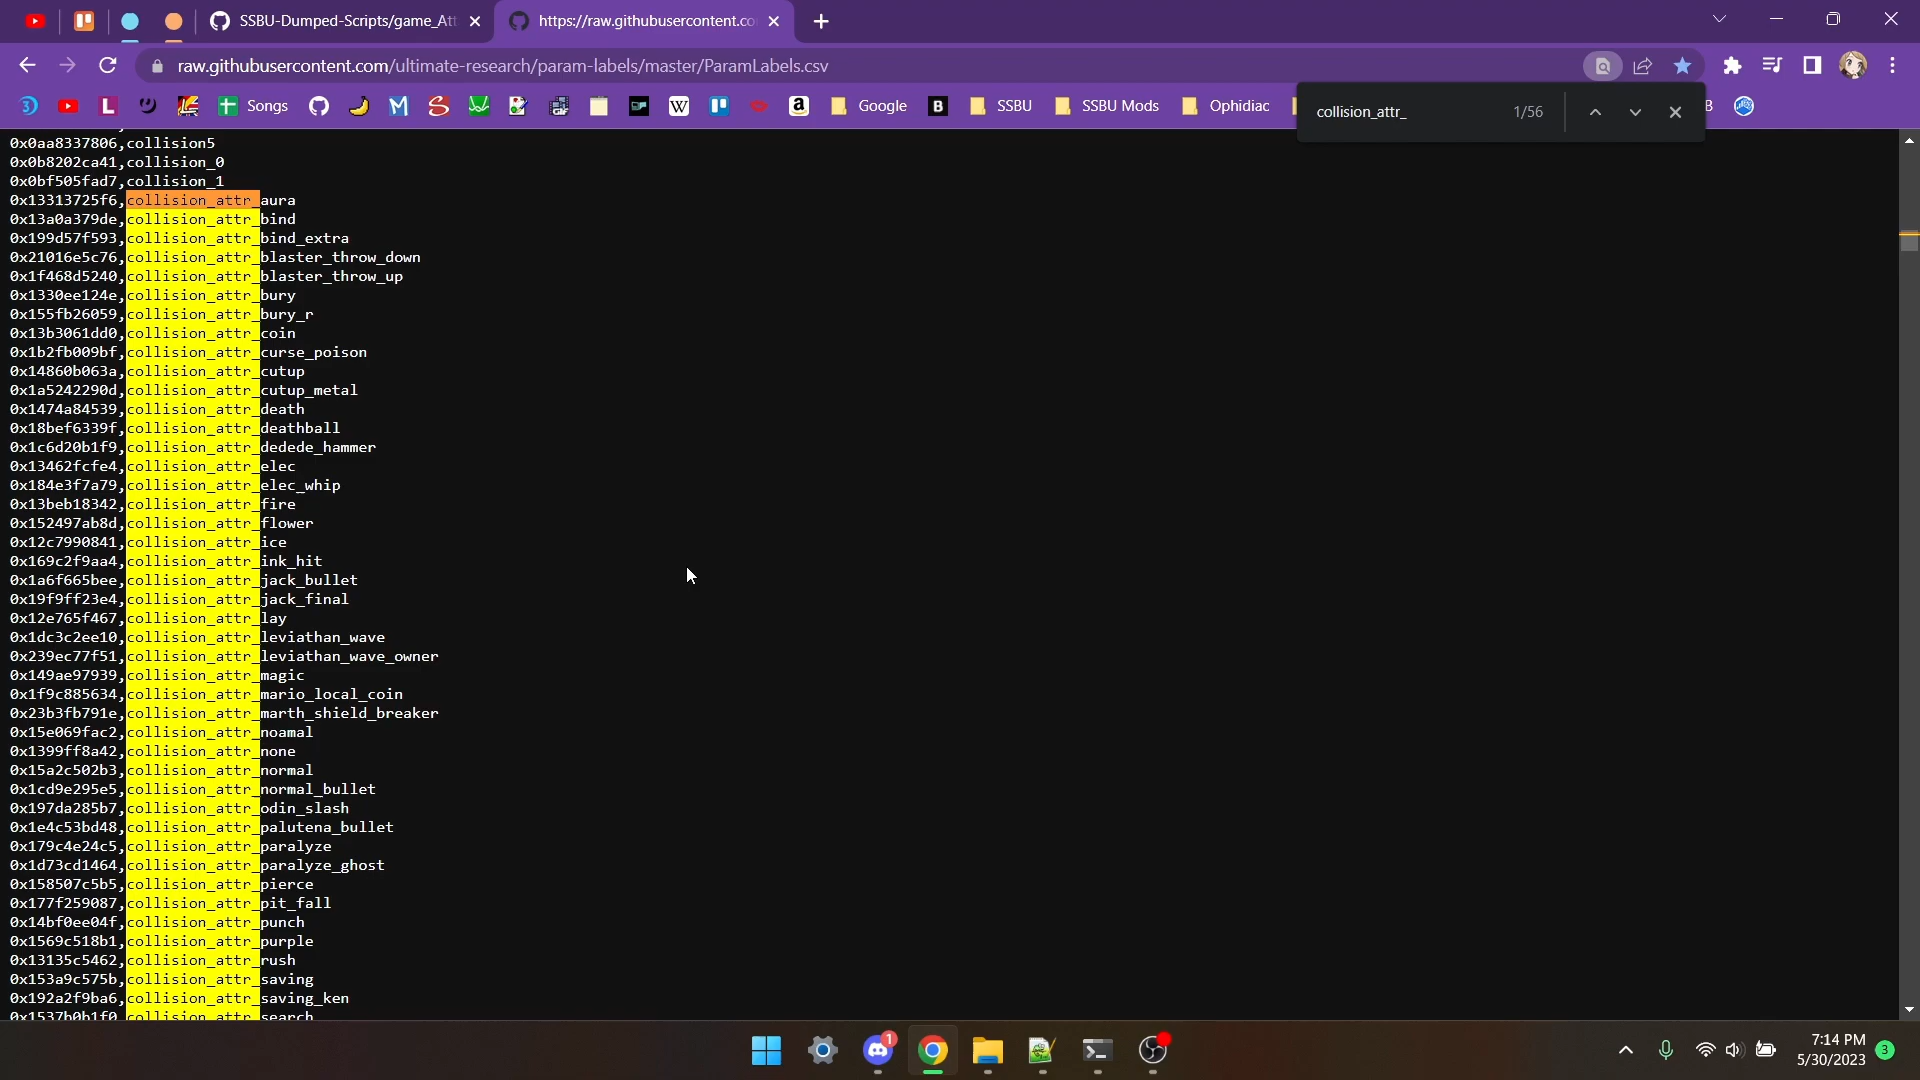 SSBU-Dumped-Scripts/game_Att
https://raw.githubusercontent.co
raw.githubusercontent.com/ultimate-research/param-labels/master/ParamLabels.csv
Songs
Google
SSBU
SSBU Mods
Ophidiac
collision_attr_
1/56
0x0aa8337806,collision5
0x0b8202ca41,collision_0
0x0bf505fad7,collision_1
0x13313725f6,collision_attr_aura
0x13a0a379de,collision_attr_bind
0x199d57f593,collision_attr_bind_extra
0x21016e5c76,collision_attr_blaster_throw_down
0x1f468d5240,collision_attr_blaster_throw_up
0x1330ee124e,collision_attr_bury
0x155fb26059,collision_attr_bury_r
0x13b3061dd0,collision_attr_coin
0x1b2fb009bf,collision_attr_curse_poison
0x14860b063a,collision_attr_cutup
0x1a5242290d,collision_attr_cutup_metal
0x1474a84539,collision_attr_death
0x18bef6339f,collision_attr_deathball
0x1c6d20b1f9,collision_attr_dedede_hammer
0x13462fcfe4,collision_attr_elec
0x184e3f7a79,collision_attr_elec_whip
0x13beb18342,collision_attr_fire
0x152497ab8d,collision_attr_flower
0x12c7990841,collision_attr_ice
0x169c2f9aa4,collision_attr_ink_hit
0x1a6f665bee,collision_attr_jack_bullet
0x19f9ff23e4,collision_attr_jack_final
0x12e765f467,collision_attr_lay
0x1dc3c2ee10,collision_attr_leviathan_wave
0x239ec77f51,collision_attr_leviathan_wave_owner
0x149ae97939,collision_attr_magic
0x1f9c885634,collision_attr_mario_local_coin
0x23b3fb791e,collision_attr_marth_shield_breaker
0x15e069fac2,collision_attr_noamal
0x1399ff8a42,collision_attr_none
0x15a2c502b3,collision_attr_normal
0x1cd9e295e5,collision_attr_normal_bullet
0x197da285b7,collision_attr_odin_slash
0x1e4c53bd48,collision_attr_palutena_bullet
0x179c4e24c5,collision_attr_paralyze
0x1d73cd1464,collision_attr_paralyze_ghost
0x158507c5b5,collision_attr_pierce
0x177f259087,collision_attr_pit_fall
0x14bf0ee04f,collision_attr_punch
0x1569c518b1,collision_attr_purple
0x13135c5462,collision_attr_rush
0x153a9c575b,collision_attr_saving
0x192a2f9ba6,collision_attr_saving_ken
0x1537b0b1f0,collision_attr_search
7:14 PM
5/30/2023
3